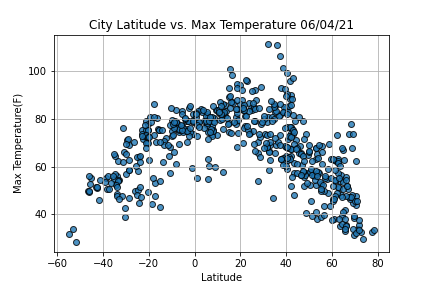 City Latitude vs. Max Temperature 06/04/21
100
80
60
40
Max Temperature(F)
−60 −40 −20 0 20 40 60 80
Latitude